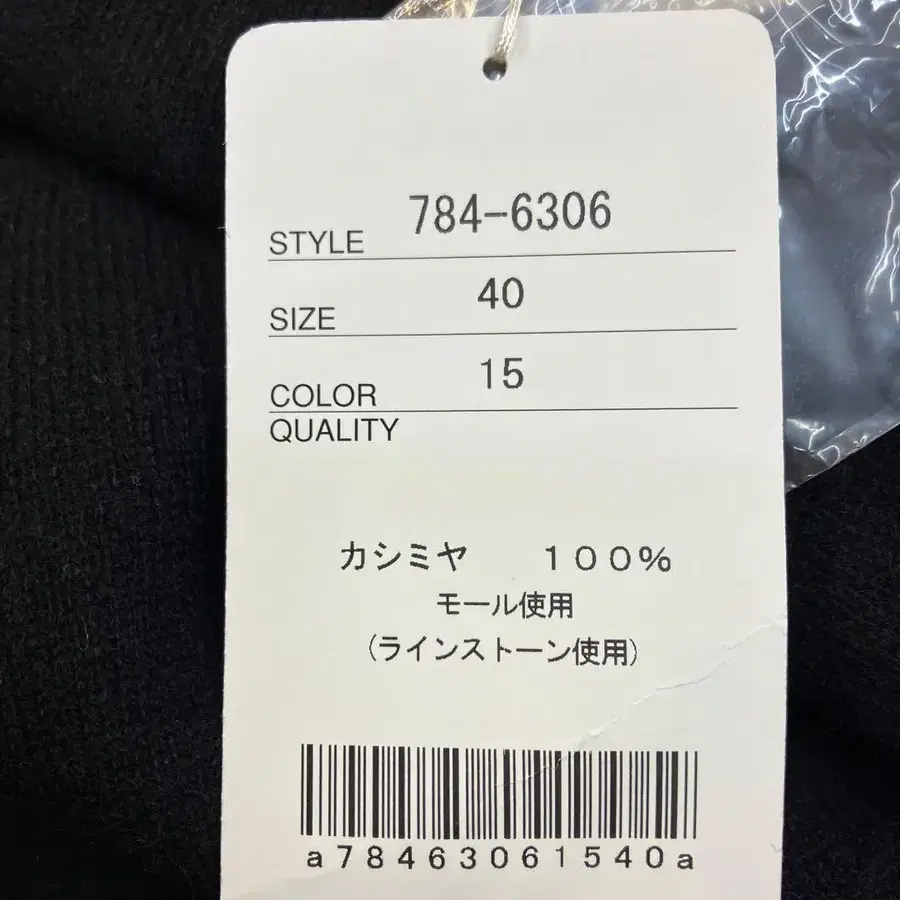 STYLE 784-6306
SIZE 40
COLOR 15
QUALITY
カシミヤ 100%
モール使用
(ラインストーン使用)
a78463061540a